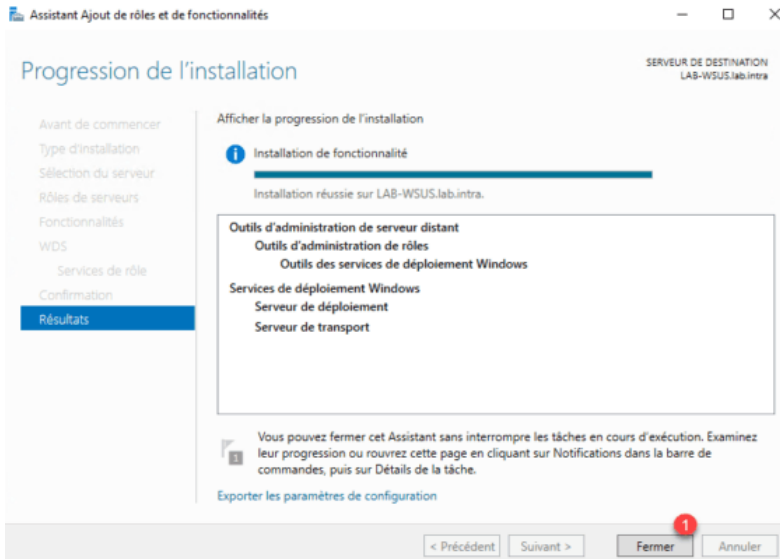 Assistant Ajout de rôles et de fonctionnalités
Progression de l'installation
SERVEUR DE DESTINATION
LAB-WSUS.lab.intra
Avant de commencer
Type d'installation
Sélection du serveur
Rôles de serveurs
Fonctionnalités
WDS
Services de rôle
Confirmation
Résultats
Afficher la progression de l'installation
Installation de fonctionnalité
Installation réussie sur LAB-WSUS.lab.intra.
Outils d'administration de serveur distant
Outils d'administration de rôles
Outils des services de déploiement Windows
Services de déploiement Windows
Serveur de déploiement
Serveur de transport
1
Vous pouvez fermer cet Assistant sans interrompre les tâches en cours d'exécution. Examinez
leur progression ou rouvrez cette page en cliquant sur Notifications dans la barre de
commandes, puis sur Détails de la tâche.
Exporter les paramètres de configuration
1
< Précédent
Suivant >
Fermer
Annuler